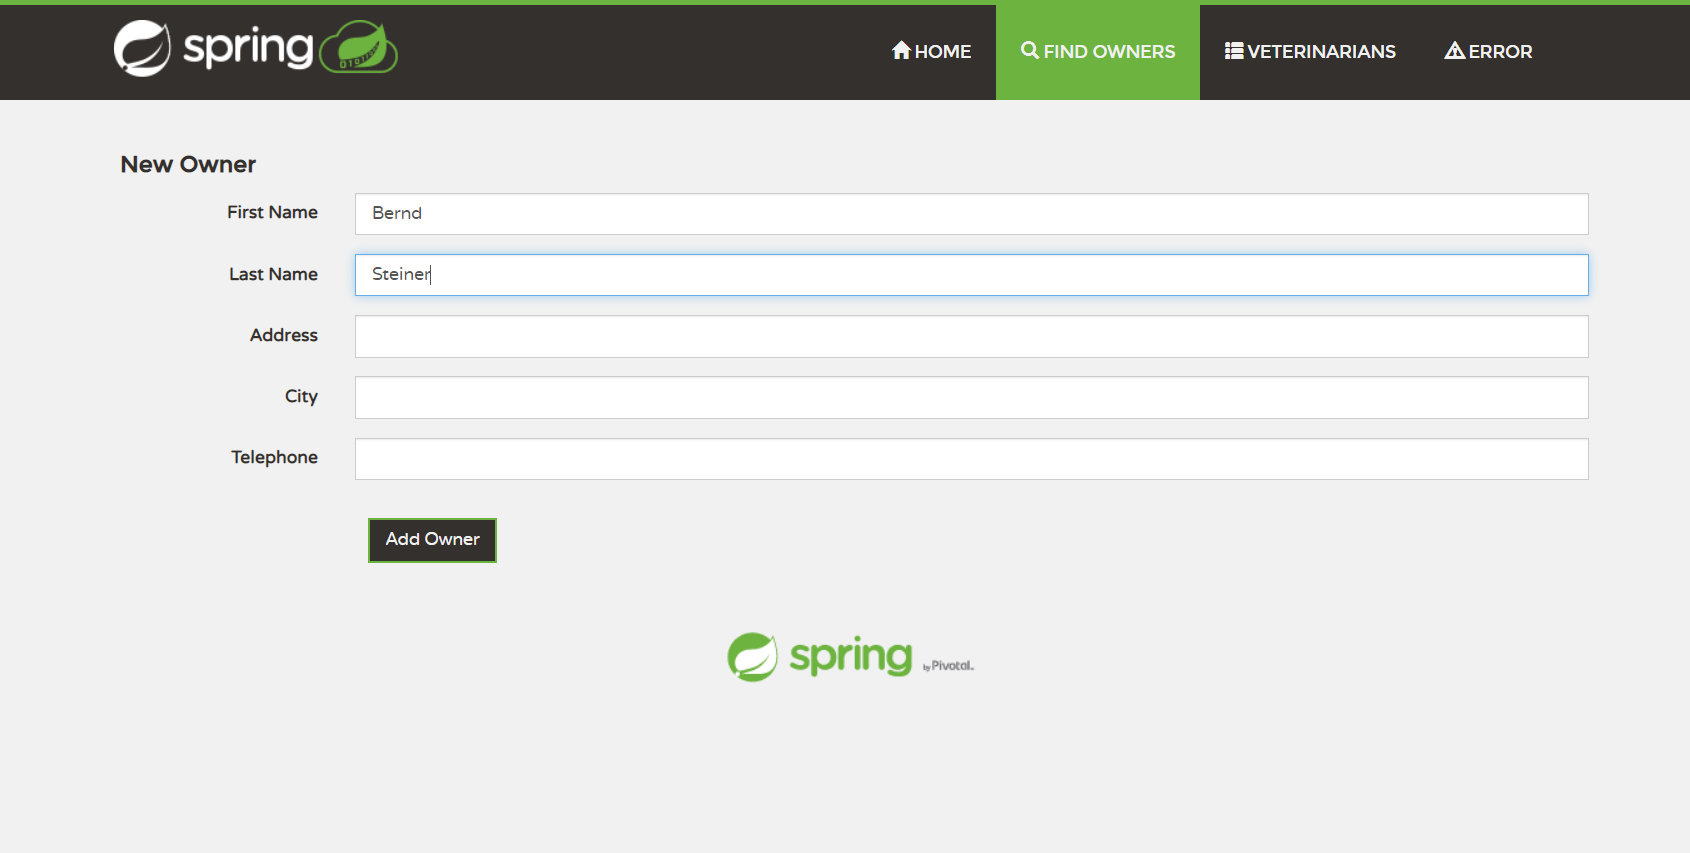 spring
HOME FIND OWNERS VETERINARIANS ERROR
New Owner
First Name Bernd
Last Name Steiner
Address
City
Telephone
Add Owner
spring by Pivotal